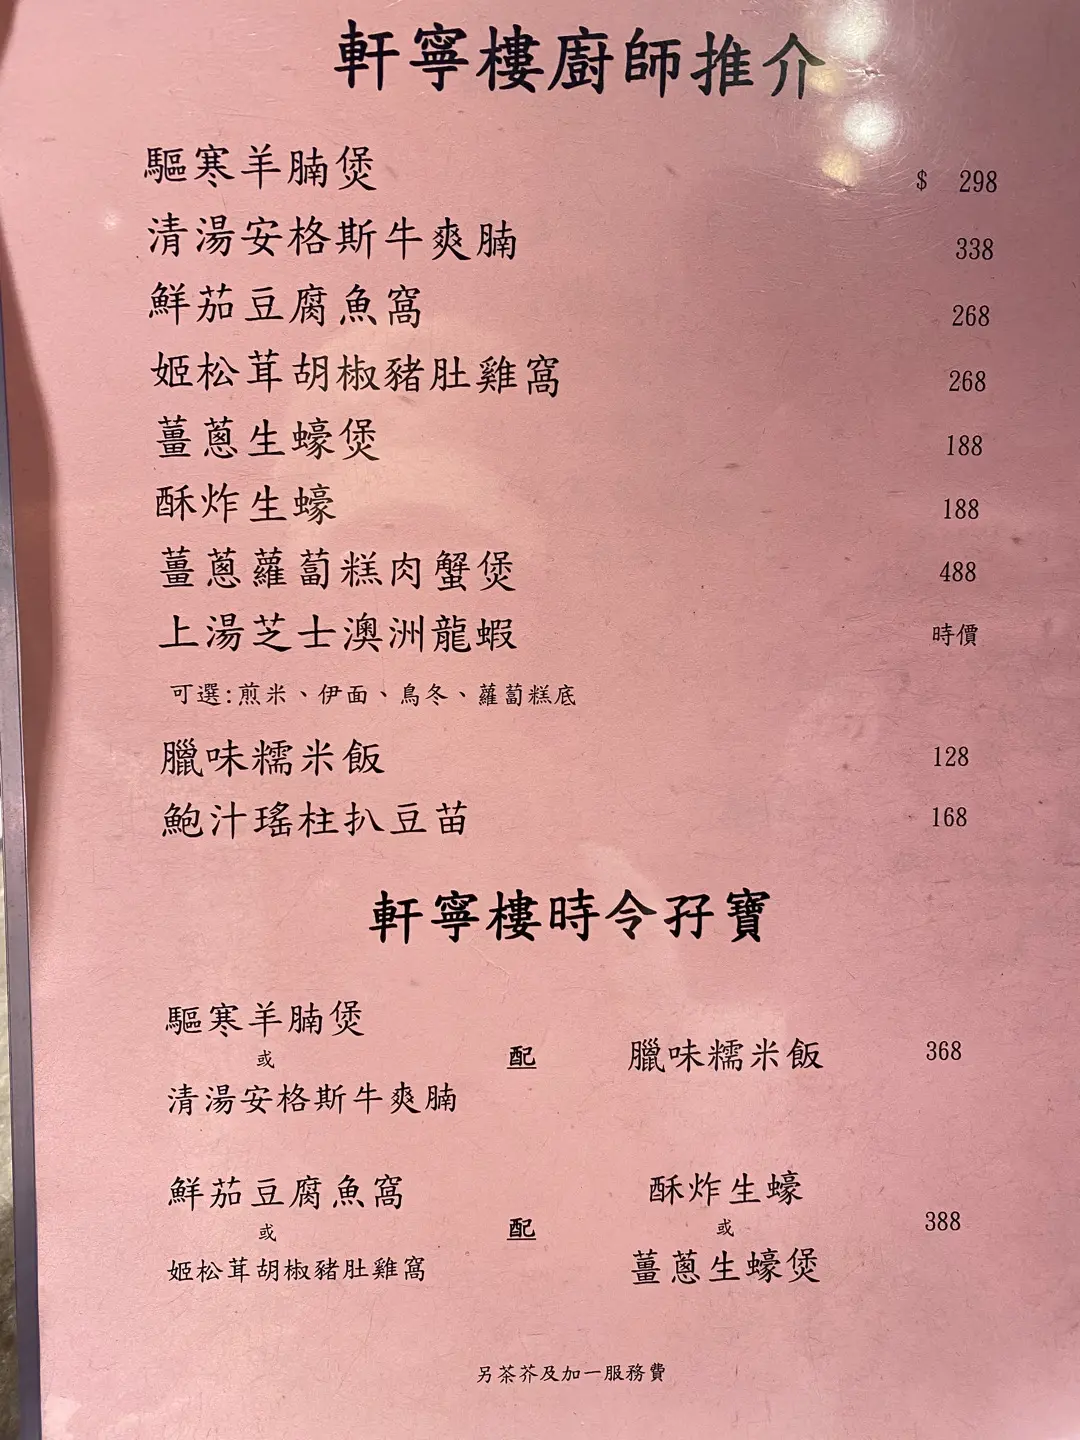 軒寧樓廚師推介
驅寒羊腩煲 $ 298
清湯安格斯牛爽腩 338
鮮茄豆腐魚窩 268
姬松茸胡椒豬肚雞窩 268
薑蔥生蠔煲 188
酥炸生蠔 188
薑蔥蘿蔔糕肉蟹煲 488
上湯芝士澳洲龍蝦 時價
可選:煎米、伊面、烏冬、蘿蔔糕底
臘味糯米飯 128
鮑汁瑤柱扒豆苗 168
軒寧樓時令孖寶
驅寒羊腩煲
或 配 臘味糯米飯 368
清湯安格斯牛爽腩
鮮茄豆腐魚窩 酥炸生蠔
或 配 或 388
姬松茸胡椒豬肚雞窩 薑蔥生蠔煲
另茶芥及加一服務費